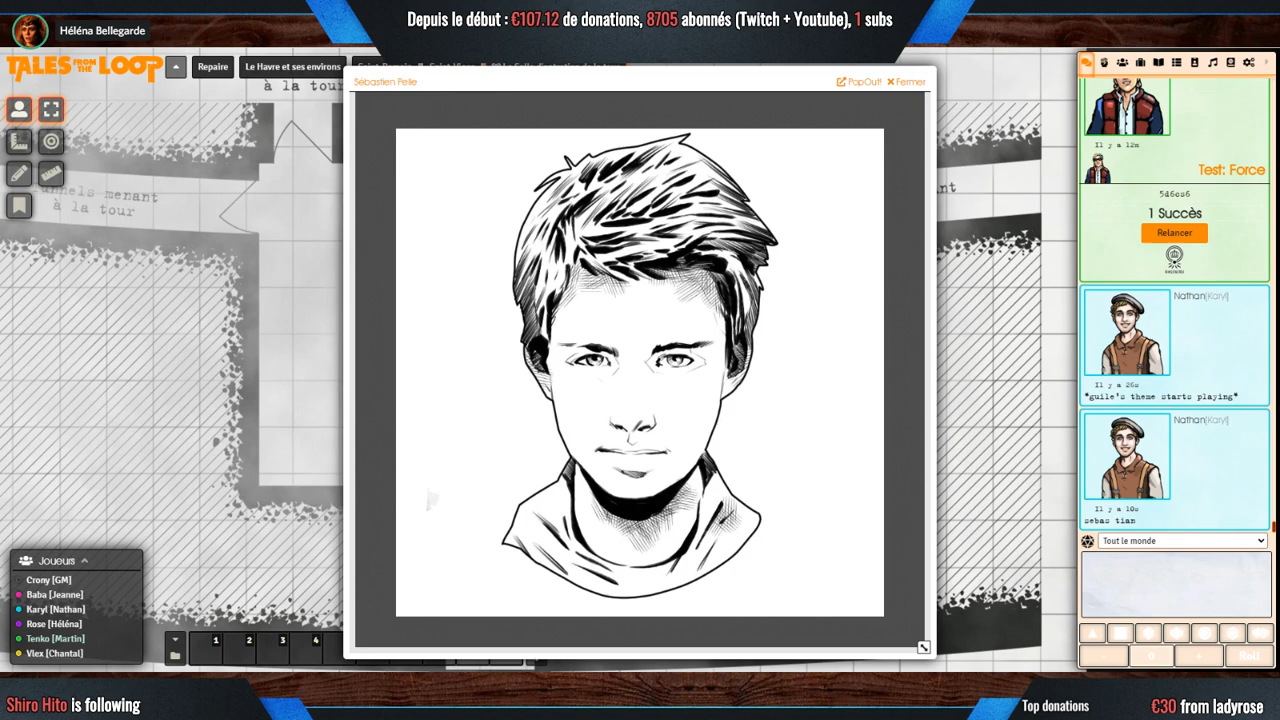 Depuis le début : €107.12 de donations, 8705 abonnés (Twitch + Youtube), 1 subs
Héléna Bellegarde
TALES FROM THE LOOP
Repaire
Le Havre et ses environs
à la tour
Sébastien Pelle
PopOut!
Fermer
menant
à la tour
Il y a 12m
Test: Force
5d6cs6
1 Succès
Relancer
Nathan[Karyl]
Il y a 26s
*guile's theme starts playing*
Nathan[Karyl]
Il y a 10s
sebas tian
Tout le monde
Joueurs
Crony [GM]
Baba [Jeanne]
Karyl [Nathan]
Rose [Héléna]
Tenko [Martin]
Vlex [Chantal]
1
2
3
4
-
0
+
Roll
Shiro Hito is following
Top donations
€30 from ladyrose